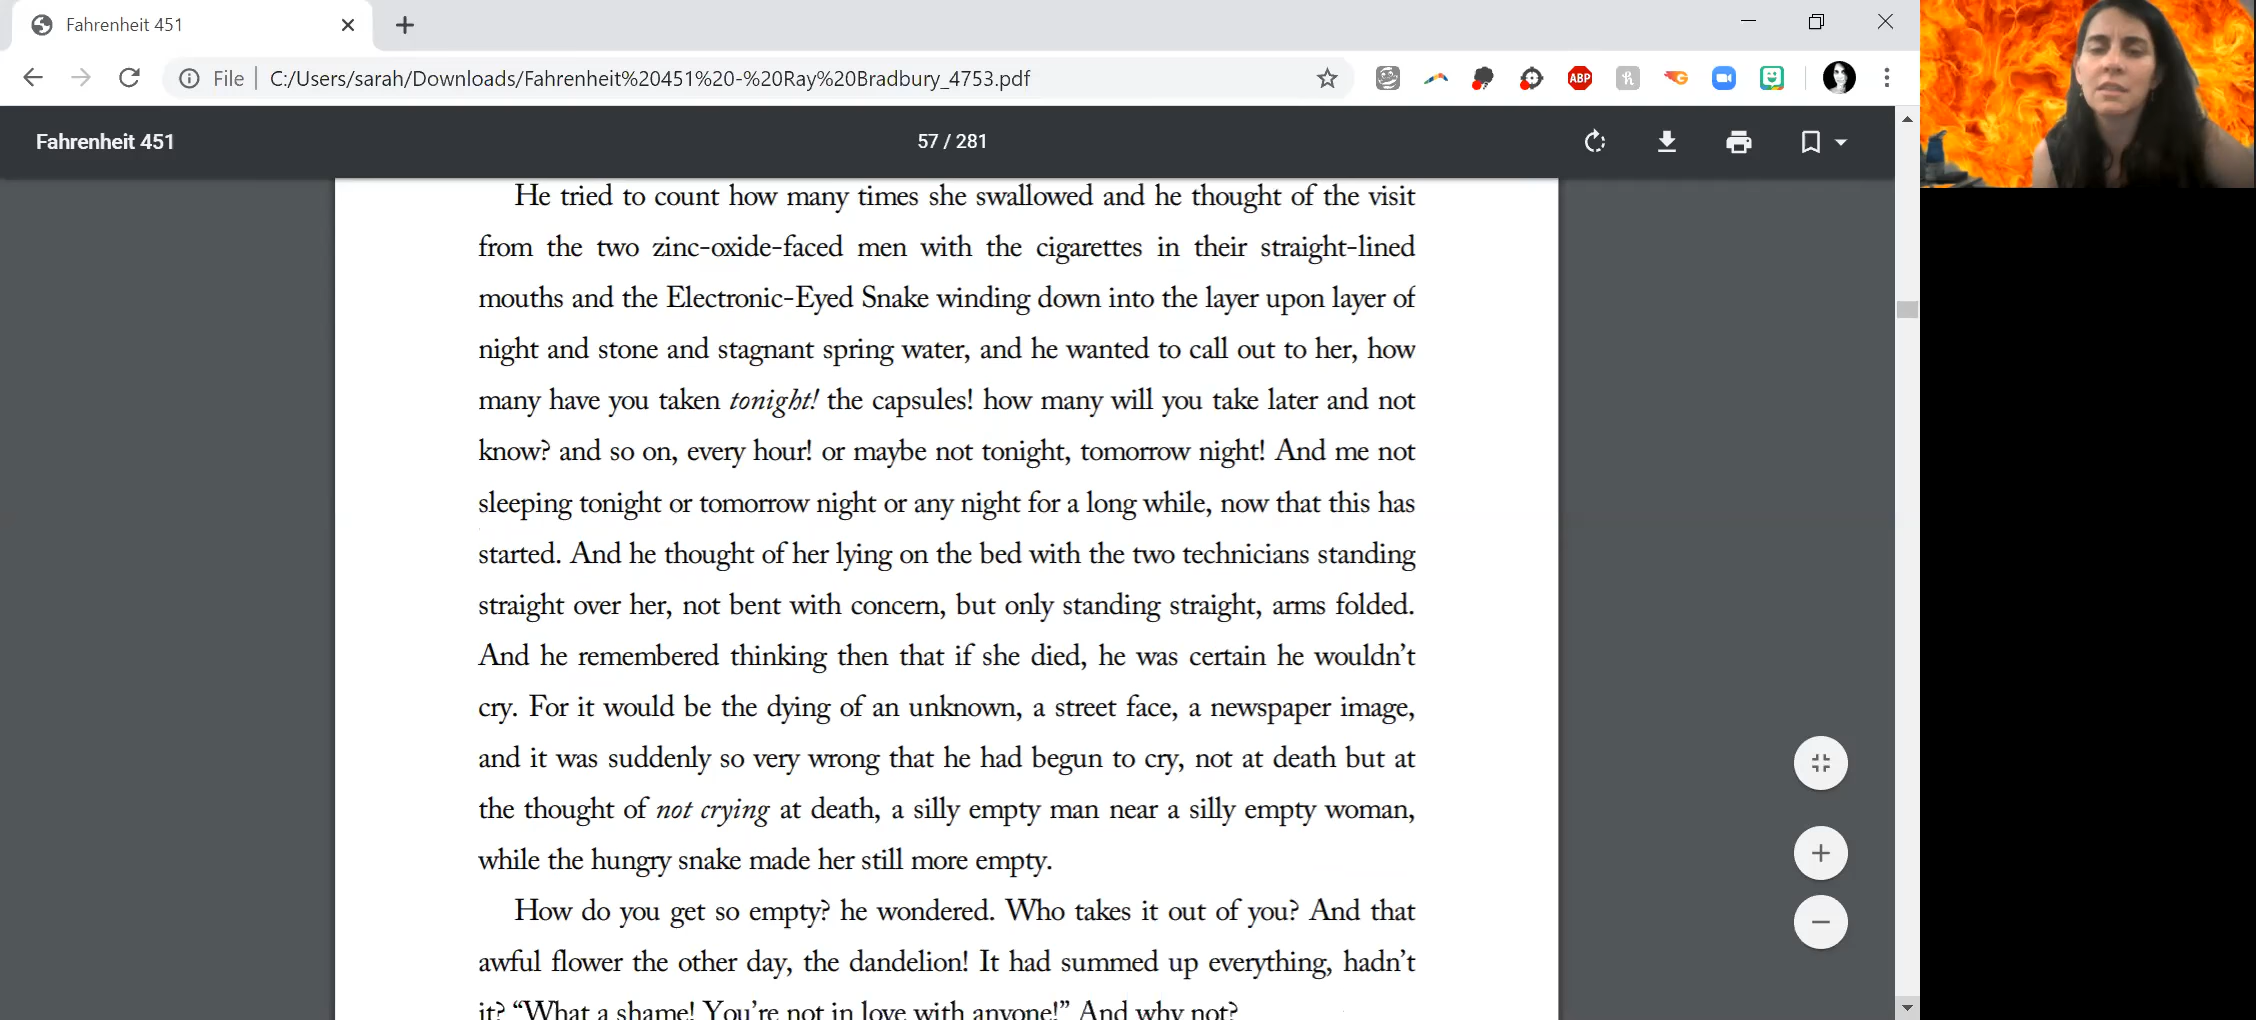 Fahrenheit 451
File
C:/Users/sarah/Downloads/Fahrenheit%20451%20-%20Ray%20Bradbury_4753.pdf
ABP
Fahrenheit 451
57 / 281
He tried to count how many times she swallowed and he thought of the visit
from the two zinc-oxide-faced men with the cigarettes in their straight-lined
mouths and the Electronic-Eyed Snake winding down into the layer upon layer of
night and stone and stagnant spring water, and he wanted to call out to her, how
many have you taken tonight! the capsules! how many will you take later and not
know? and so on, every hour! or maybe not tonight, tomorrow night! And me not
sleeping tonight or tomorrow night or any night for a long while, now that this has
started. And he thought of her lying on the bed with the two technicians standing
straight over her, not bent with concern, but only standing straight, arms folded.
And he remembered thinking then that if she died, he was certain he wouldn’t
cry. For it would be the dying of an unknown, a street face, a newspaper image,
and it was suddenly so very wrong that he had begun to cry, not at death but at
the thought of not crying at death, a silly empty man near a silly empty woman,
while the hungry snake made her still more empty.
How do you get so empty? he wondered. Who takes it out of you? And that
awful flower the other day, the dandelion! It had summed up everything, hadn’t
it? “What a shame! You’re not in love with anyone!” And why not?